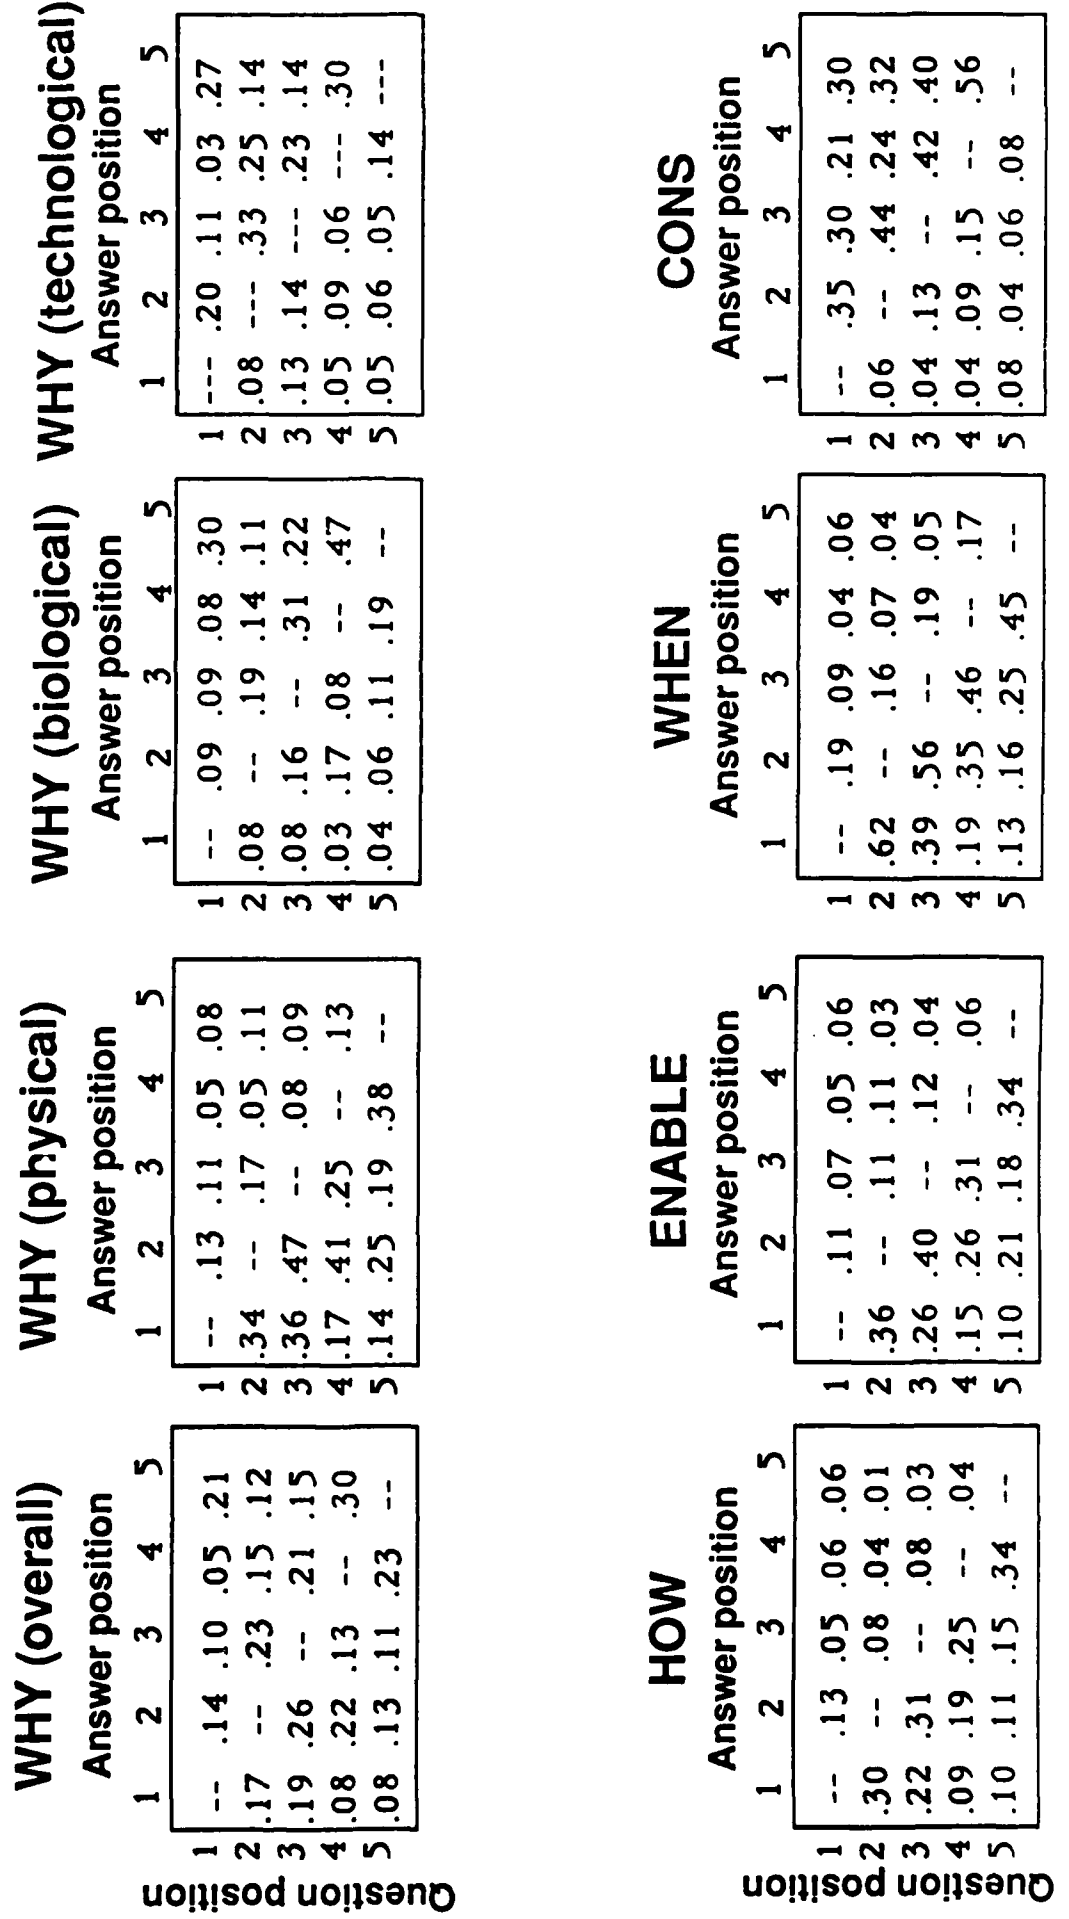 WHY (overall)
Answer position
1 2 3 4 5
Question position
1 -- .14 .10 .05 .21
2 .17 -- .23 .15 .12
3 .19 .26 -- .21 .15
4 .08 .22 .13 -- .30
5 .08 .13 .11 .23 --
WHY (physical)
Answer position
1 2 3 4 5
1 -- .13 .11 .05 .08
2 .34 -- .17 .05 .11
3 .36 .47 -- .08 .09
4 .17 .41 .25 -- .13
5 .14 .25 .19 .38 --
WHY (biological)
Answer position
1 2 3 4 5
1 -- .09 .09 .08 .30
2 .08 -- .19 .14 .11
3 .08 .16 -- .31 .22
4 .03 .17 .08 -- .47
5 .04 .06 .11 .19 --
WHY (technological)
Answer position
1 2 3 4 5
1 --- .20 .11 .03 .27
2 .08 --- .33 .25 .14
3 .13 .14 --- .23 .14
4 .05 .09 .06 --- .30
5 .05 .06 .05 .14 ---
HOW
Answer position
1 2 3 4 5
Question position
1 -- .13 .05 .06 .06
2 .30 -- .08 .04 .01
3 .22 .31 -- .08 .03
4 .09 .19 .25 -- .04
5 .10 .11 .15 .34 --
ENABLE
Answer position
1 2 3 4 5
1 -- .11 .07 .05 .06
2 .36 -- .11 .11 .03
3 .26 .40 -- .12 .04
4 .15 .26 .31 -- .06
5 .10 .21 .18 .34 --
WHEN
Answer position
1 2 3 4 5
1 -- .19 .09 .04 .06
2 .62 -- .16 .07 .04
3 .39 .56 -- .19 .05
4 .19 .35 .46 -- .17
5 .13 .16 .25 .45 --
CONS
Answer position
1 2 3 4 5
1 -- .35 .30 .21 .30
2 .06 -- .44 .24 .32
3 .04 .13 -- .42 .40
4 .04 .09 .15 -- .56
5 .08 .04 .06 .08 --